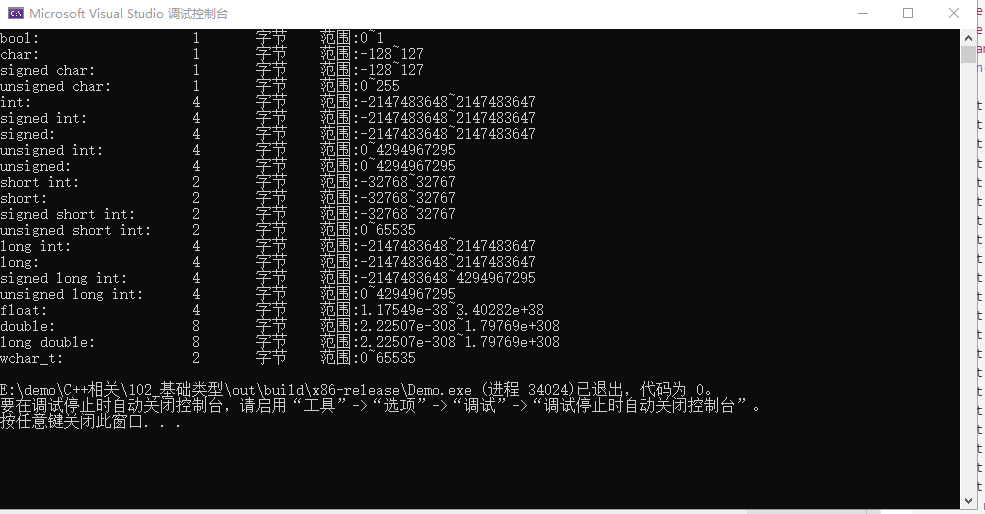 Microsoft Visual Studio 调试控制台
bool: 1 字节 范围:0~1
char: 1 字节 范围:-128~127
signed char: 1 字节 范围:-128~127
unsigned char: 1 字节 范围:0~255
int: 4 字节 范围:-2147483648~2147483647
signed int: 4 字节 范围:-2147483648~2147483647
signed: 4 字节 范围:-2147483648~2147483647
unsigned int: 4 字节 范围:0~4294967295
unsigned: 4 字节 范围:0~4294967295
short int: 2 字节 范围:-32768~32767
short: 2 字节 范围:-32768~32767
signed short int: 2 字节 范围:-32768~32767
unsigned short int: 2 字节 范围:0~65535
long int: 4 字节 范围:-2147483648~2147483647
long: 4 字节 范围:-2147483648~2147483647
signed long int: 4 字节 范围:-2147483648~4294967295
unsigned long int: 4 字节 范围:0~4294967295
float: 4 字节 范围:1.17549e-38~3.40282e+38
double: 8 字节 范围:2.22507e-308~1.79769e+308
long double: 8 字节 范围:2.22507e-308~1.79769e+308
wchar_t: 2 字节 范围:0~65535
E:\demo\C++相关\102_基础类型\out\build\x86-release\Demo.exe (进程 34024)已退出,代码为 0。
要在调试停止时自动关闭控制台,请启用“工具”->“选项”->“调试”->“调试停止时自动关闭控制台”。
按任意键关闭此窗口. . .